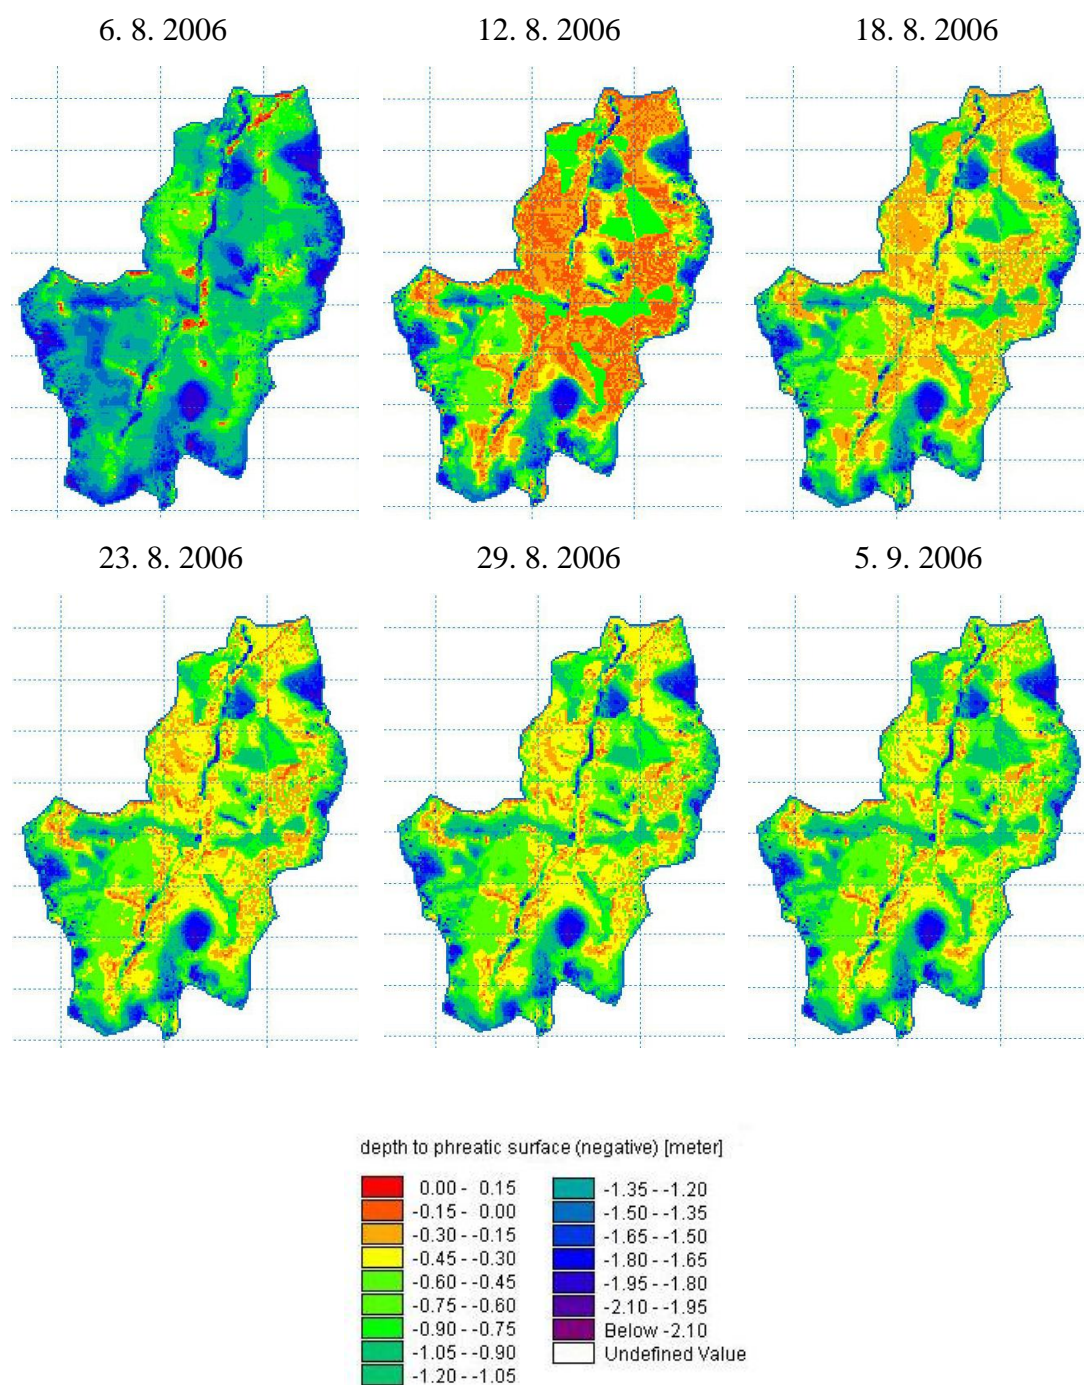 6. 8. 2006
12. 8. 2006
18. 8. 2006
23. 8. 2006
29. 8. 2006
5. 9. 2006
depth to phreatic surface (negative) [meter]
0.00 - 0.15
-0.15 - 0.00
-0.30 - -0.15
-0.45 - -0.30
-0.60 - -0.45
-0.75 - -0.60
-0.90 - -0.75
-1.05 - -0.90
-1.20 - -1.05
-1.35 - -1.20
-1.50 - -1.35
-1.65 - -1.50
-1.80 - -1.65
-1.95 - -1.80
-2.10 - -1.95
Below -2.10
Undefined Value